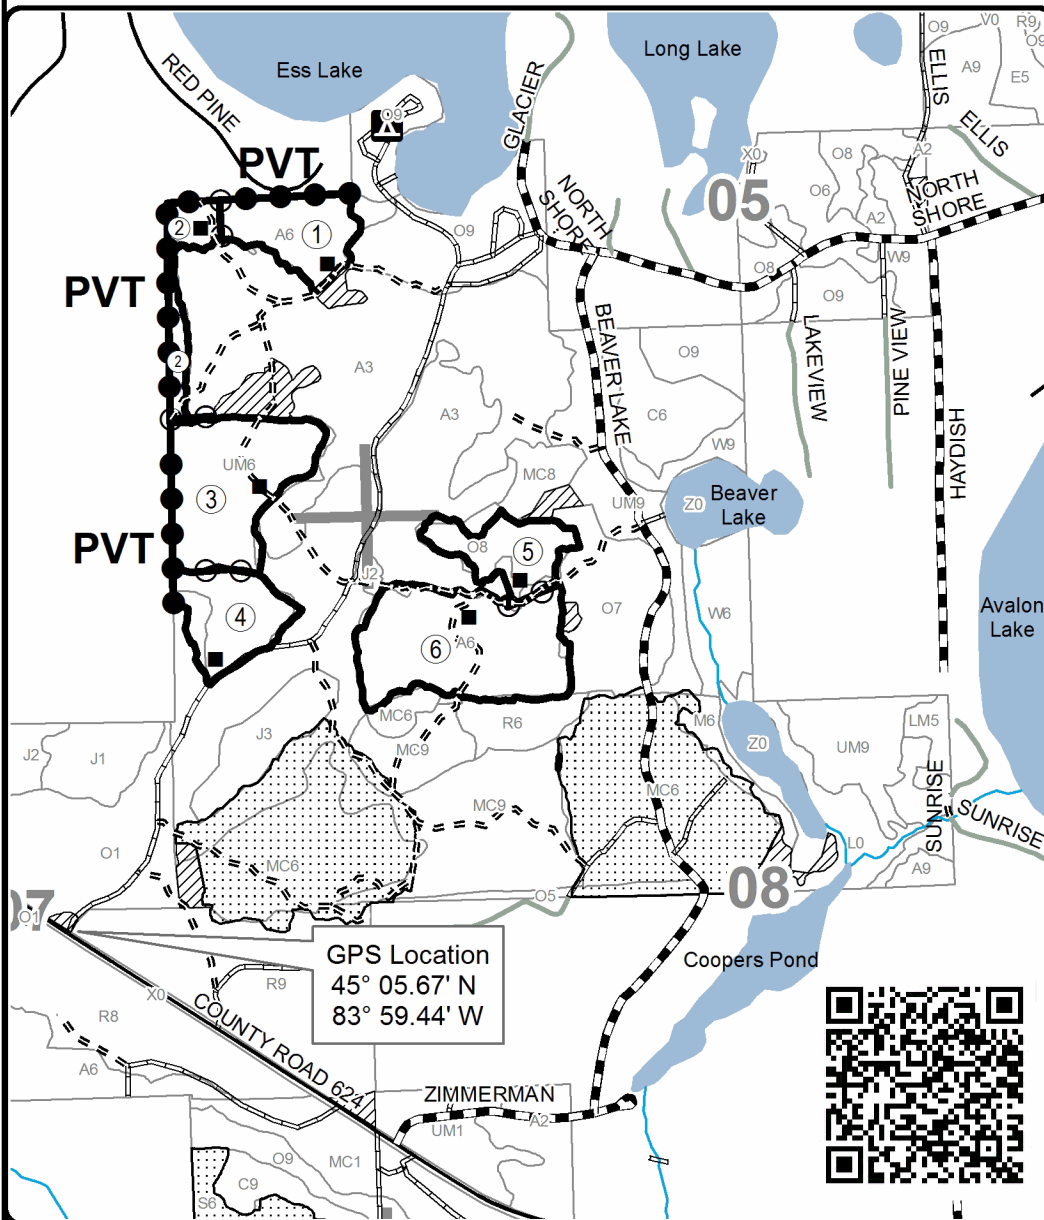 Ess Lake
Long Lake
O9
V0
R9
O9
A9
E5
ELLIS
RED PINE
GLACIER
O9
PVT
X0
O8
A2
ELLIS
05
O6
NORTH
SHORE
A2
NORTH
SHORE
2
A6
1
O9
W9
O8
O9
PVT
BEAVER LAKE
LAKEVIEW
PINE VIEW
2
A3
O9
A3
C6
W9
HAYDISH
UM6
MC8
3
UM9
Z0
Beaver
Lake
PVT
O8
5
J2
4
O7
W6
Avalon
Lake
A6
6
MC6
R6
M6
LM5
J3
MC9
Z0
UM9
J2
J1
MC6
SUNRISE
MC9
SUNRISE
O1
L0
MC6
A9
O5
08
07
O1
GPS Location
45° 05.67' N
83° 59.44' W
Coopers Pond
R9
X0
R8
COUNTY ROAD 624
A6
ZIMMERMAN
UM1
A2
O9
MC1
C9
S6